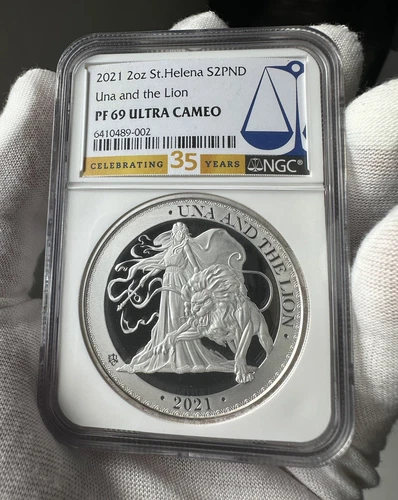 2021 2oz St.Helena S2PND
Una and the Lion
PF 69 ULTRA CAMEO
6410489-002
CELEBRATING 35 YEARS NGC®
· UNA AND THE LION ·
· 2021 ·